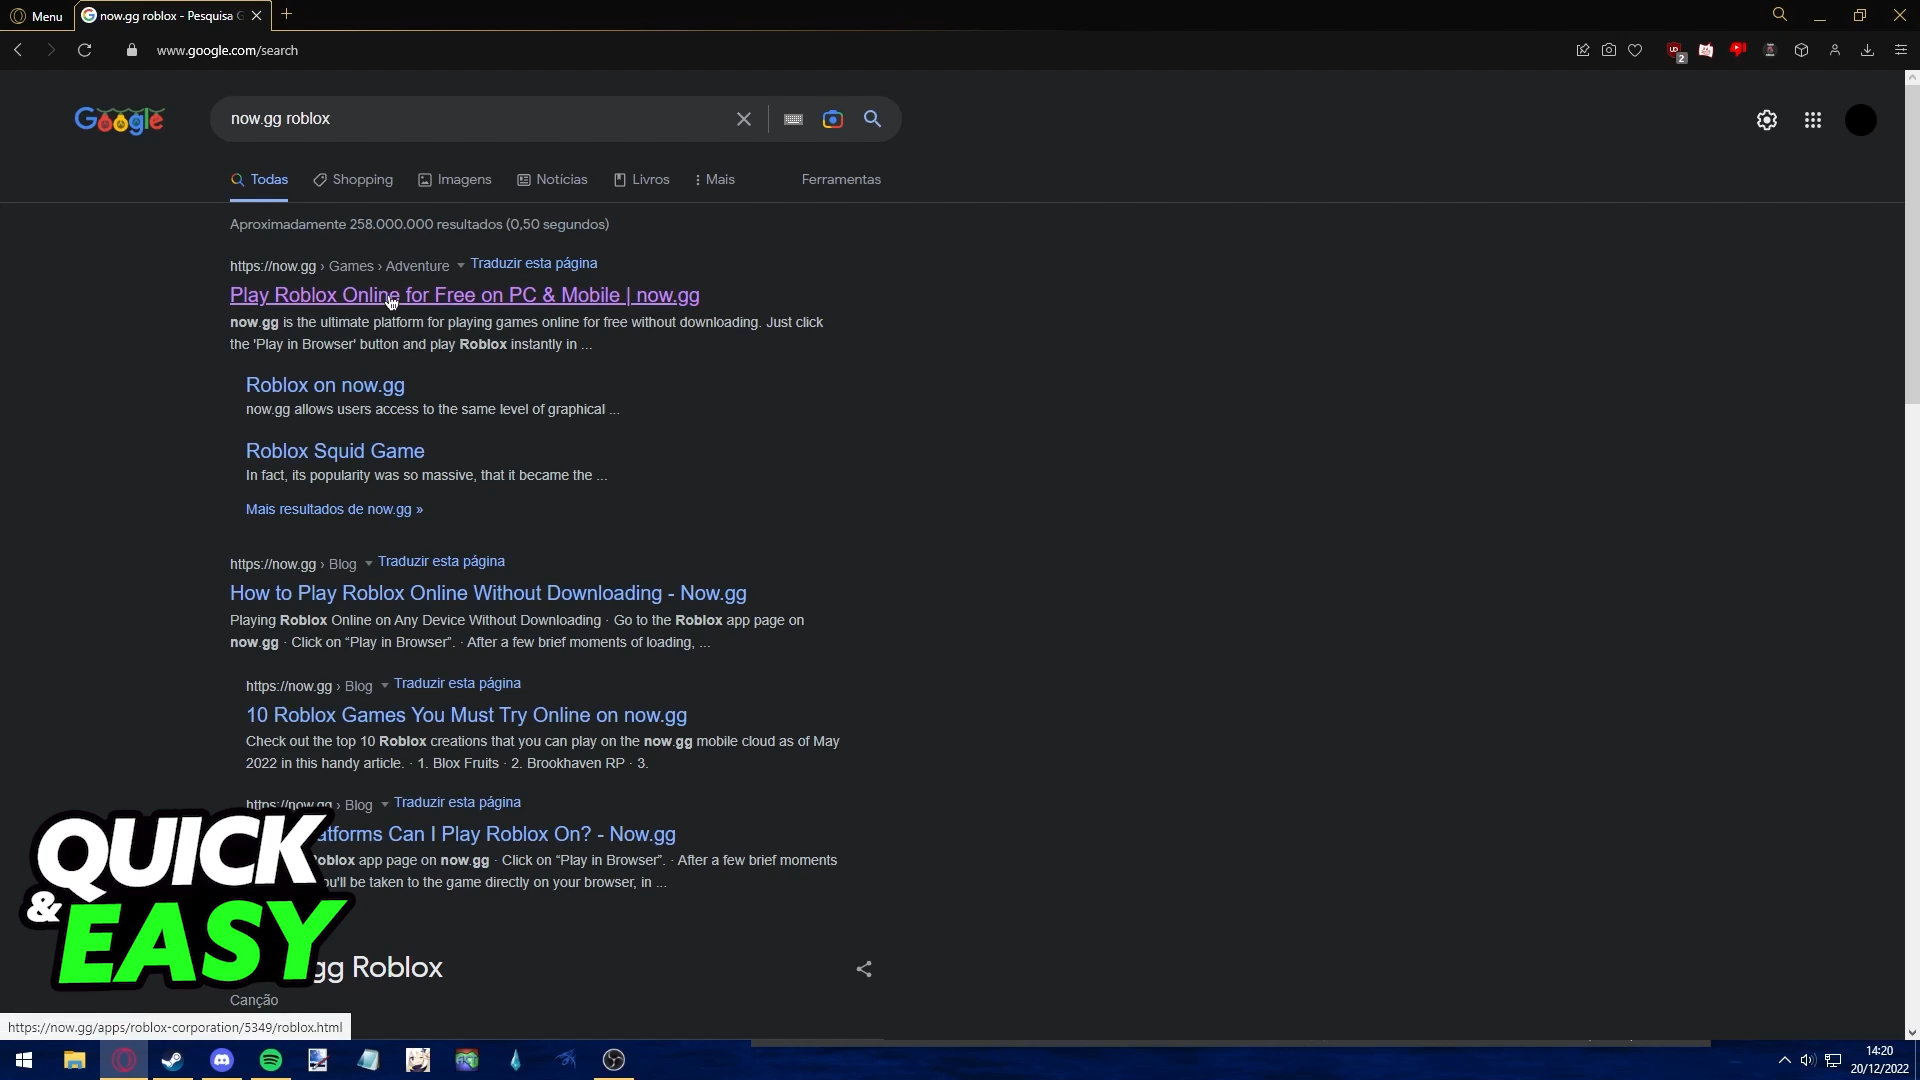 Menu
now.gg roblox - Pesquisa G
www.google.com/search
2
Google
now.gg roblox
Todas
Shopping
Imagens
Notícias
Livros
Mais
Ferramentas
Aproximadamente 258.000.000 resultados (0,50 segundos)
https://now.gg › Games › Adventure
Traduzir esta página
Play Roblox Online for Free on PC & Mobile | now.gg
now.gg is the ultimate platform for playing games online for free without downloading. Just click
the 'Play in Browser' button and play Roblox instantly in ...
Roblox on now.gg
now.gg allows users access to the same level of graphical ...
Roblox Squid Game
In fact, its popularity was so massive, that it became the ...
Mais resultados de now.gg »
https://now.gg › Blog
Traduzir esta página
How to Play Roblox Online Without Downloading - Now.gg
Playing Roblox Online on Any Device Without Downloading · Go to the Roblox app page on
now.gg · Click on “Play in Browser”. · After a few brief moments of loading, ...
https://now.gg › Blog
Traduzir esta página
10 Roblox Games You Must Try Online on now.gg
Check out the top 10 Roblox creations that you can play on the now.gg mobile cloud as of May
2022 in this handy article. · 1. Blox Fruits · 2. Brookhaven RP · 3.
https://now.gg › Blog
Traduzir esta página
atforms Can I Play Roblox On? - Now.gg
Roblox app page on now.gg · Click on “Play in Browser”. · After a few brief moments
ou'll be taken to the game directly on your browser, in ...
QUICK
& EASY
gg Roblox
Canção
https://now.gg/apps/roblox-corporation/5349/roblox.html
14:20
20/12/2022